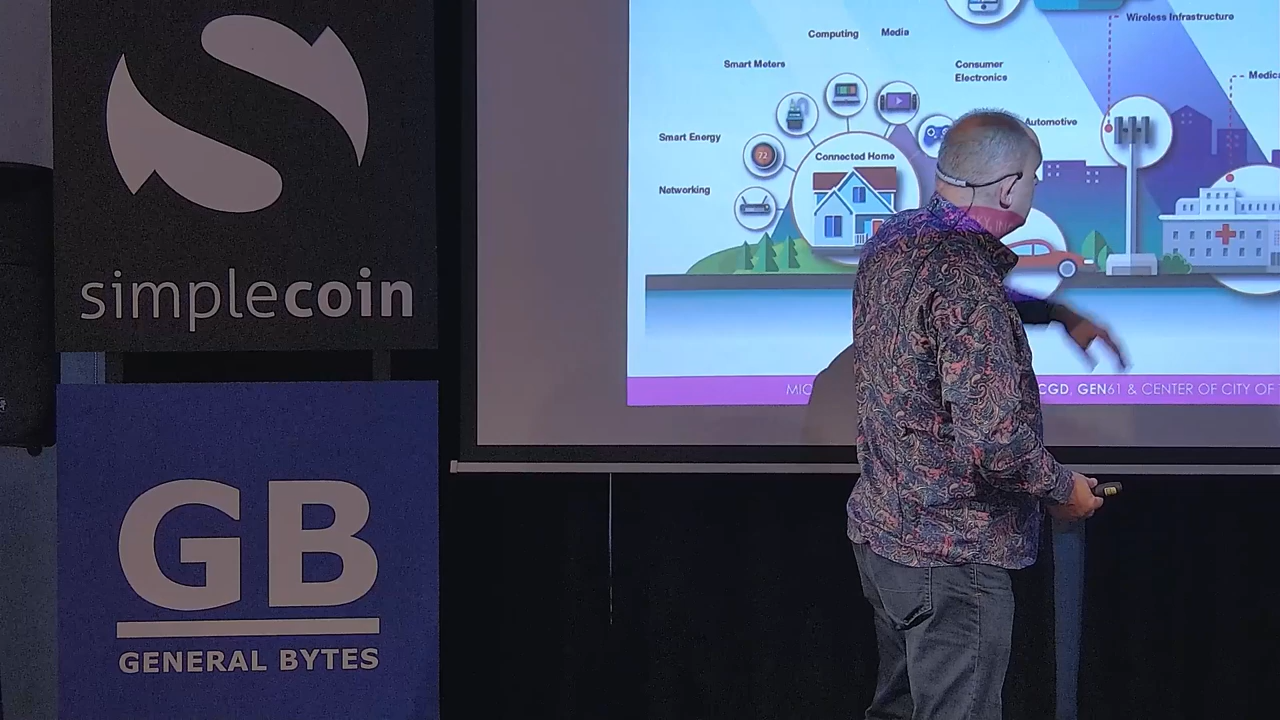 simplecoin
GB
GENERAL BYTES
Wireless Infrastructure
Computing
Media
Smart Meters
Consumer
Electronics
Automotive
Smart Energy
Connected Home
Networking
72
CGD, GEN61 & CENTER OF CITY OF